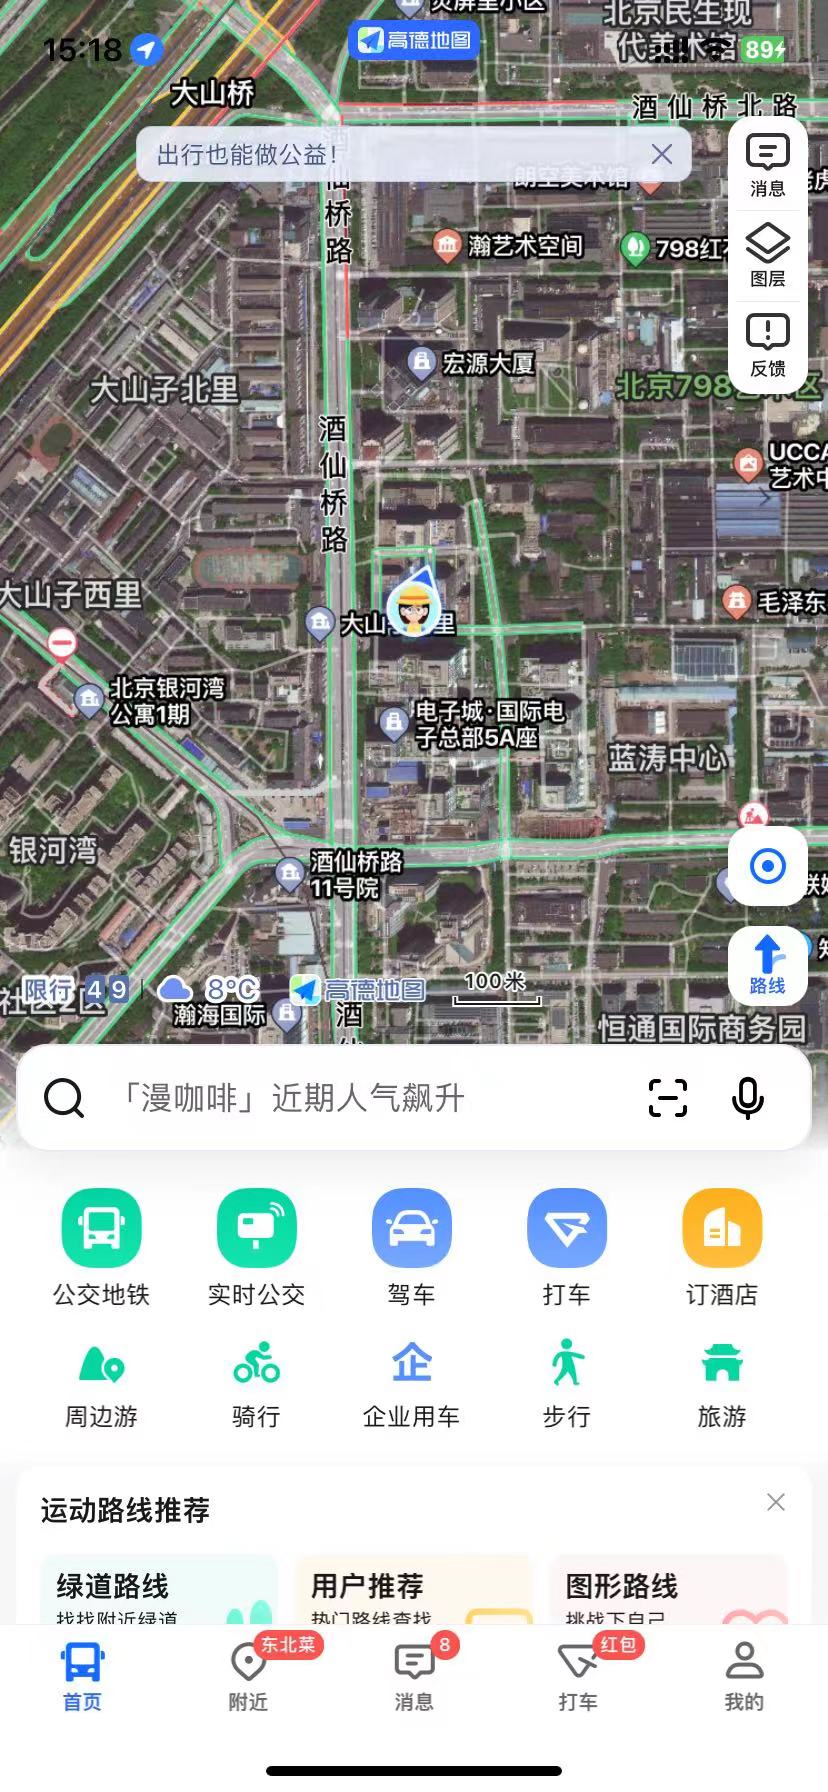 灵屏里小区
北京民生现
代美术馆
15:18
高德地图
89
大山桥
酒仙桥北路
出行也能做公益!
酒仙桥路
朗空美术馆
消息
瀚艺术空间
798红
图层
宏源大厦
反馈
大山子北里
北京798艺术区
酒仙桥路
UCCA
艺术中
大山子西里
大山子东里
毛泽东
北京银河湾
公寓1期
电子城·国际电
子总部5A座
蓝涛中心
银河湾
酒仙桥路
11号院
限行 4 9
8°C
高德地图
100米
路线
社区2区
瀚海国际
酒仙
恒通国际商务园
「漫咖啡」近期人气飙升
公交地铁
实时公交
驾车
打车
订酒店
周边游
骑行
企
企业用车
步行
旅游
运动路线推荐
绿道路线
用户推荐
图形路线
找找附近绿道
热门路线查找
挑战下自己
东北菜
8
红包
首页
附近
消息
打车
我的